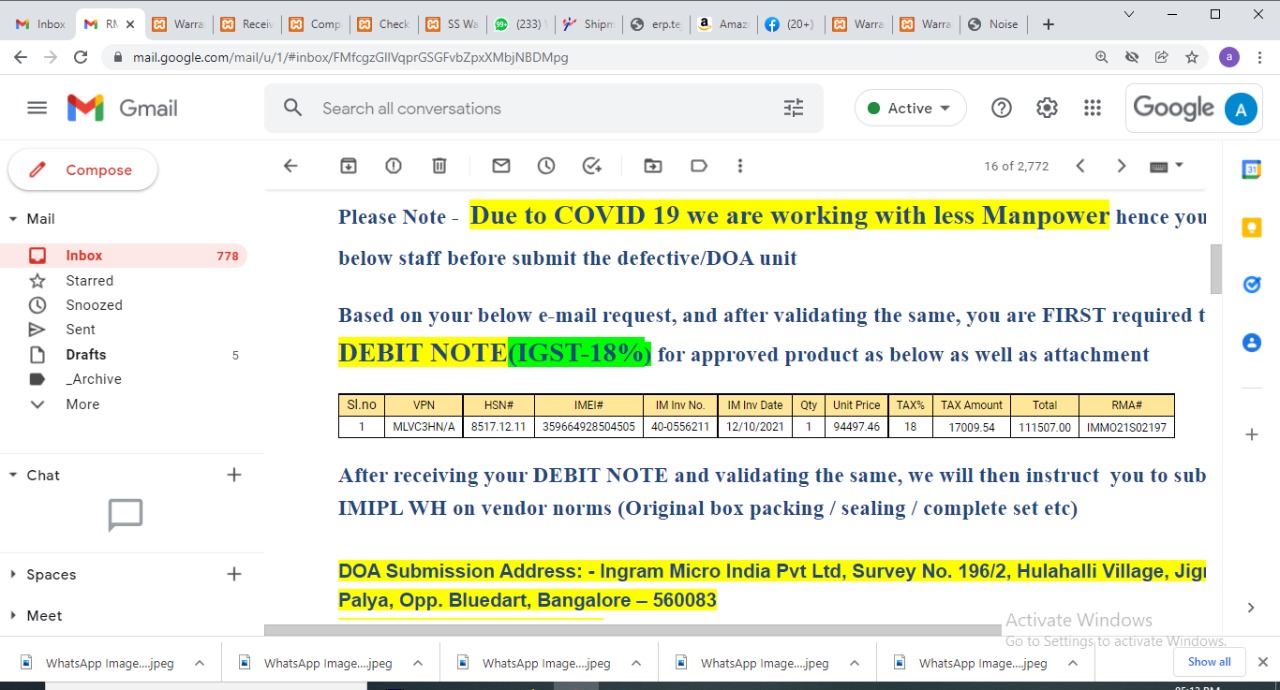 Inbox RM Warra Receiv Comp Check SS Wa (233) Shipm erp.te Amaz (20+) Warra Warra Noise
mail.google.com/mail/u/1/#inbox/FMfcgzGllVqprGSGFvbZpxXMbjNBDMpg
Gmail Search all conversations Active Google A
Compose 16 of 2,772
Mail
Inbox 778
Starred
Snoozed
Sent
Drafts 5
_Archive
More
Chat
Spaces
Meet
Please Note - Due to COVID 19 we are working with less Manpower hence you
below staff before submit the defective/DOA unit
Based on your below e-mail request, and after validating the same, you are FIRST required t
DEBIT NOTE(IGST-18%) for approved product as below as well as attachment
Sl.no VPN HSN# IMEI# IM Inv No. IM Inv Date Qty Unit Price TAX% TAX Amount Total RMA#
1 MLVC3HN/A 8517.12.11 359664928504505 40-0556211 12/10/2021 1 94497.46 18 17009.54 111507.00 IMMO21S02197
After receiving your DEBIT NOTE and validating the same, we will then instruct you to sub
IMIPL WH on vendor norms (Original box packing / sealing / complete set etc)
DOA Submission Address: - Ingram Micro India Pvt Ltd, Survey No. 196/2, Hulahalli Village, Jign
Palya, Opp. Bluedart, Bangalore – 560083
Activate Windows
Go to Settings to activate Windows.
WhatsApp Image....jpeg WhatsApp Image....jpeg WhatsApp Image....jpeg WhatsApp Image....jpeg WhatsApp Image....jpeg Show all